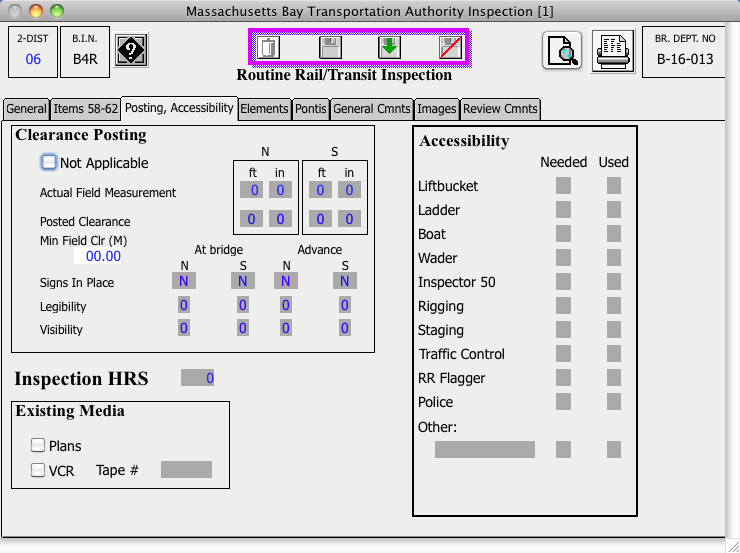 Massachusetts Bay Transportation Authority Inspection [1]
2-DIST
06
B.I.N.
B4R
?
BR. DEPT. NO
B-16-013
Routine Rail/Transit Inspection
General Items 58-62 Posting, Accessibility Elements Pontis General Cmnts Images Review Cmnts
Clearance Posting
Not Applicable
N S
ft in ft in
Actual Field Measurement 0 0 0 0
Posted Clearance 0 0 0 0
Min Field Clr (M)
00.00
At bridge Advance
N S N S
Signs In Place N N N N
Legibility 0 0 0 0
Visibility 0 0 0 0
Inspection HRS 0
Existing Media
Plans
VCR Tape #
Accessibility
Needed Used
Liftbucket
Ladder
Boat
Wader
Inspector 50
Rigging
Staging
Traffic Control
RR Flagger
Police
Other: